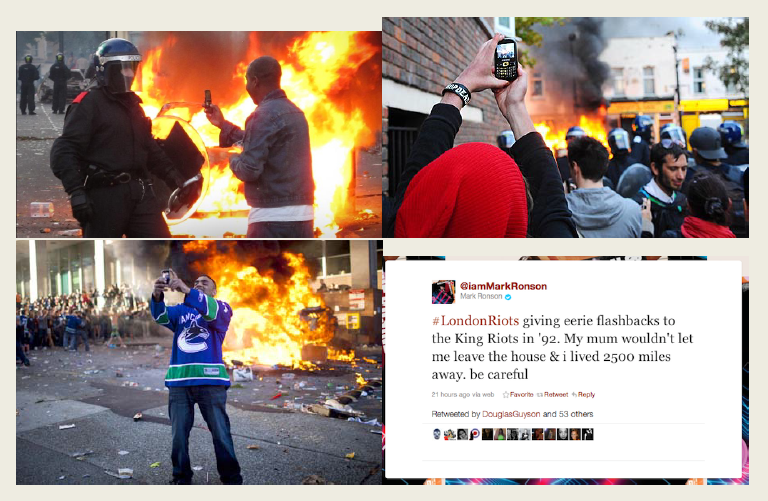 @iamMarkRonson
Mark Ronson
#LondonRiots giving eerie flashbacks to
the King Riots in '92. My mum wouldn't let
me leave the house & i lived 2500 miles
away. be careful
21 hours ago via web Favorite Retweet Reply
Retweeted by DouglasGuyson and 53 others